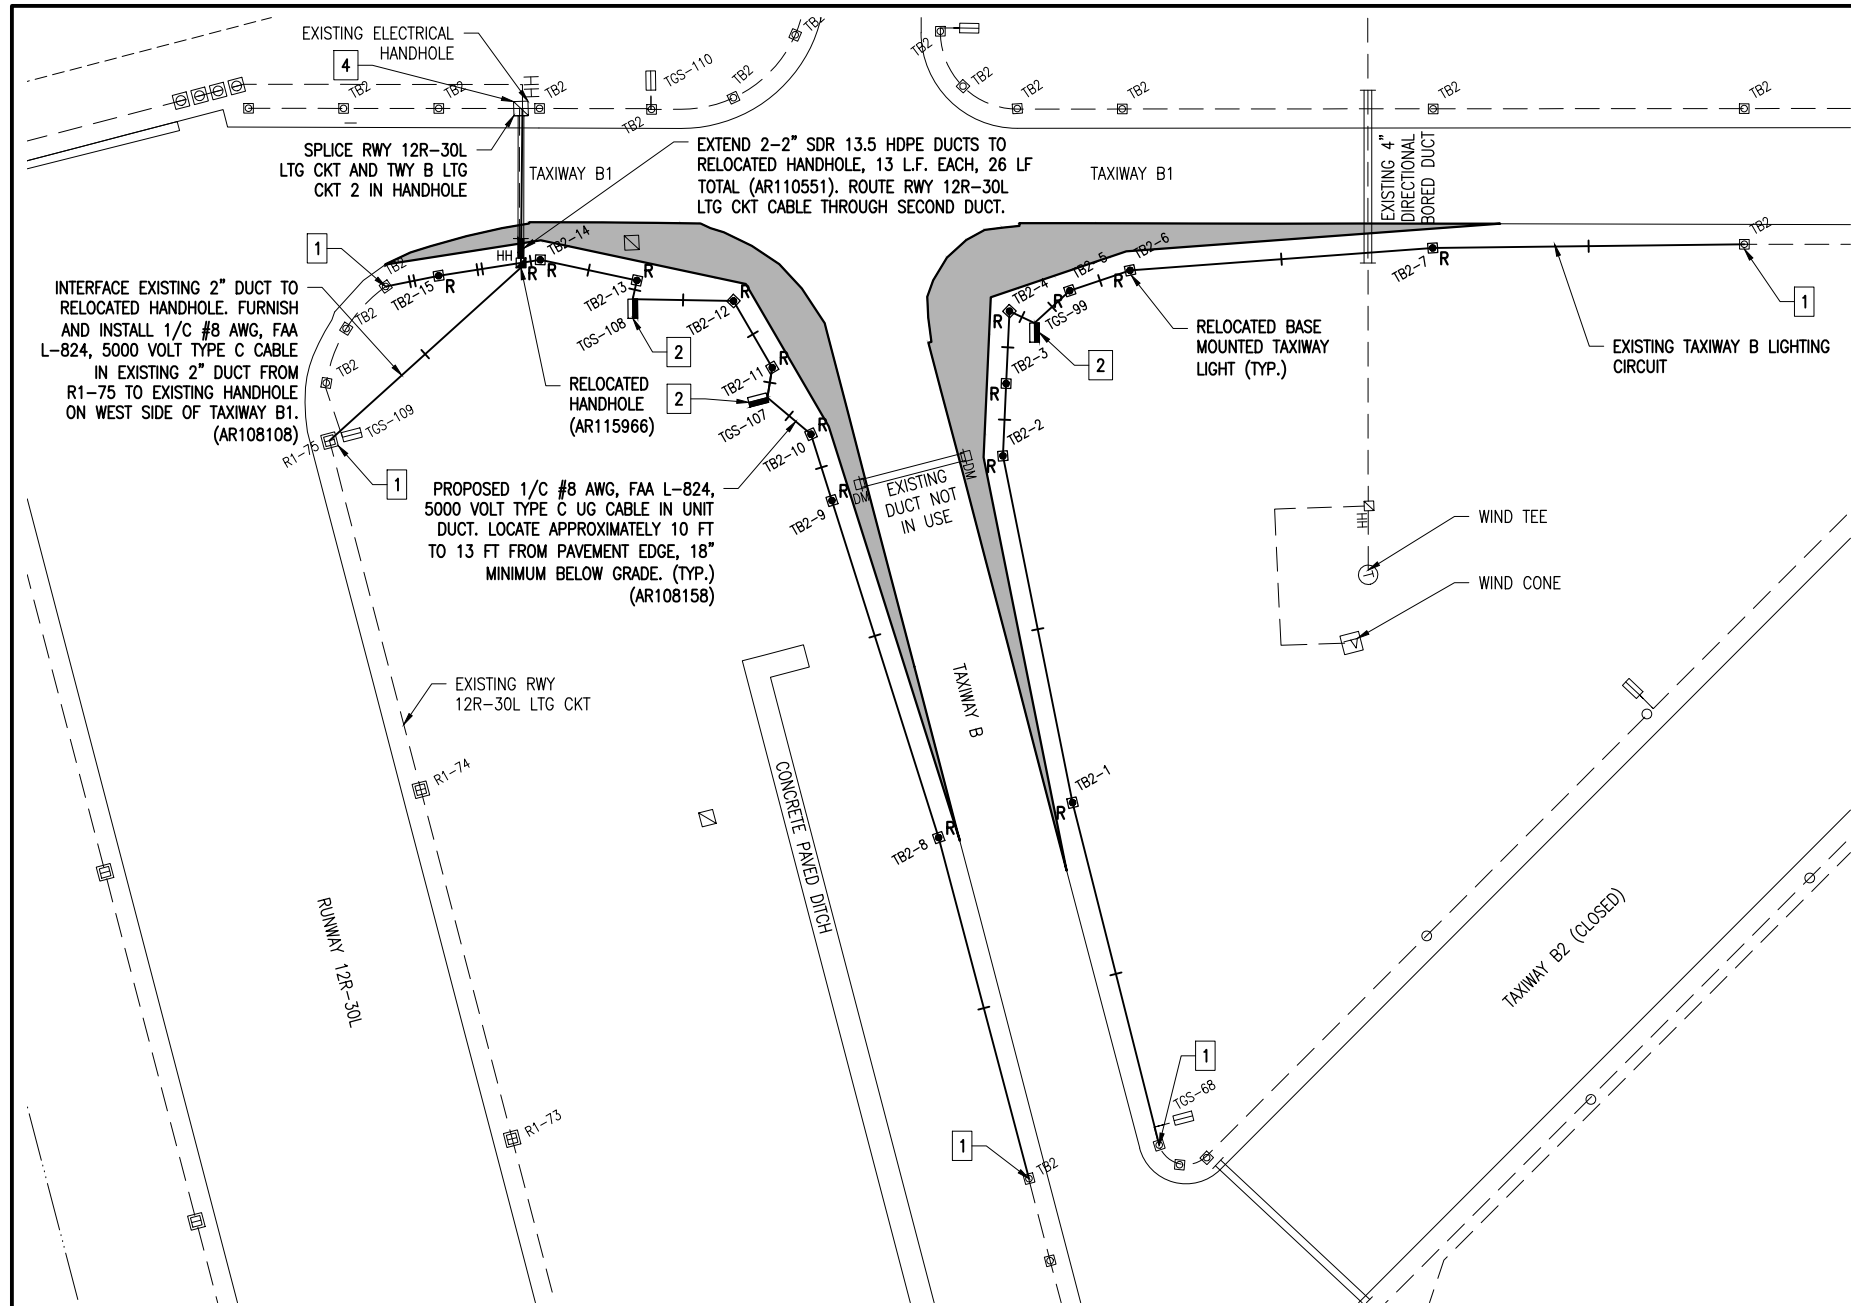 EXISTING ELECTRICAL
HANDHOLE
4
TB2
TB2
TB2
TB2
TGS-110
TB2
TB2
TB2
TB2
TB2
TB2
TB2
TB2
TB2
SPLICE RWY 12R-30L
LTG CKT AND TWY B LTG
CKT 2 IN HANDHOLE
TAXIWAY B1
EXTEND 2-2" SDR 13.5 HDPE DUCTS TO
RELOCATED HANDHOLE, 13 L.F. EACH, 26 LF
TOTAL (AR110551). ROUTE RWY 12R-30L
LTG CKT CABLE THROUGH SECOND DUCT.
TAXIWAY B1
EXISTING 4"
DIRECTIONAL
BORED DUCT
HH
1
TB2
TB2-15
R
R
TB2-14
R
TB2-13
R
TGS-108
2
TB2-12
R
TB2-11
R
2
TGS-107
TB2-10
R
TB2-9
R
TB2
TB2
INTERFACE EXISTING 2" DUCT TO
RELOCATED HANDHOLE. FURNISH
AND INSTALL 1/C #8 AWG, FAA
L-824, 5000 VOLT TYPE C CABLE
IN EXISTING 2" DUCT FROM
R1-75 TO EXISTING HANDHOLE
ON WEST SIDE OF TAXIWAY B1.
(AR108108)
RELOCATED
HANDHOLE
(AR115966)
R1-75
TGS-109
1
PROPOSED 1/C #8 AWG, FAA L-824,
5000 VOLT TYPE C UG CABLE IN UNIT
DUCT. LOCATE APPROXIMATELY 10 FT
TO 13 FT FROM PAVEMENT EDGE, 18"
MINIMUM BELOW GRADE. (TYP.)
(AR108158)
DM
DM
EXISTING
DUCT NOT
IN USE
TB2-4
R
TB2-5
R
TB2-6
R
TGS-99
2
TB2-3
R
TB2-2
R
TB2-7
R
TB2
1
RELOCATED BASE
MOUNTED TAXIWAY
LIGHT (TYP.)
EXISTING TAXIWAY B LIGHTING
CIRCUIT
HH
WIND TEE
T
WIND CONE
V
EXISTING RWY
12R-30L LTG CKT
R1-74
R1-73
RUNWAY 12R-30L
CONCRETE PAVED DITCH
TAXIWAY B
TB2-8
R
TB2-1
R
1
TB2
1
TGS-68
TAXIWAY B2 (CLOSED)